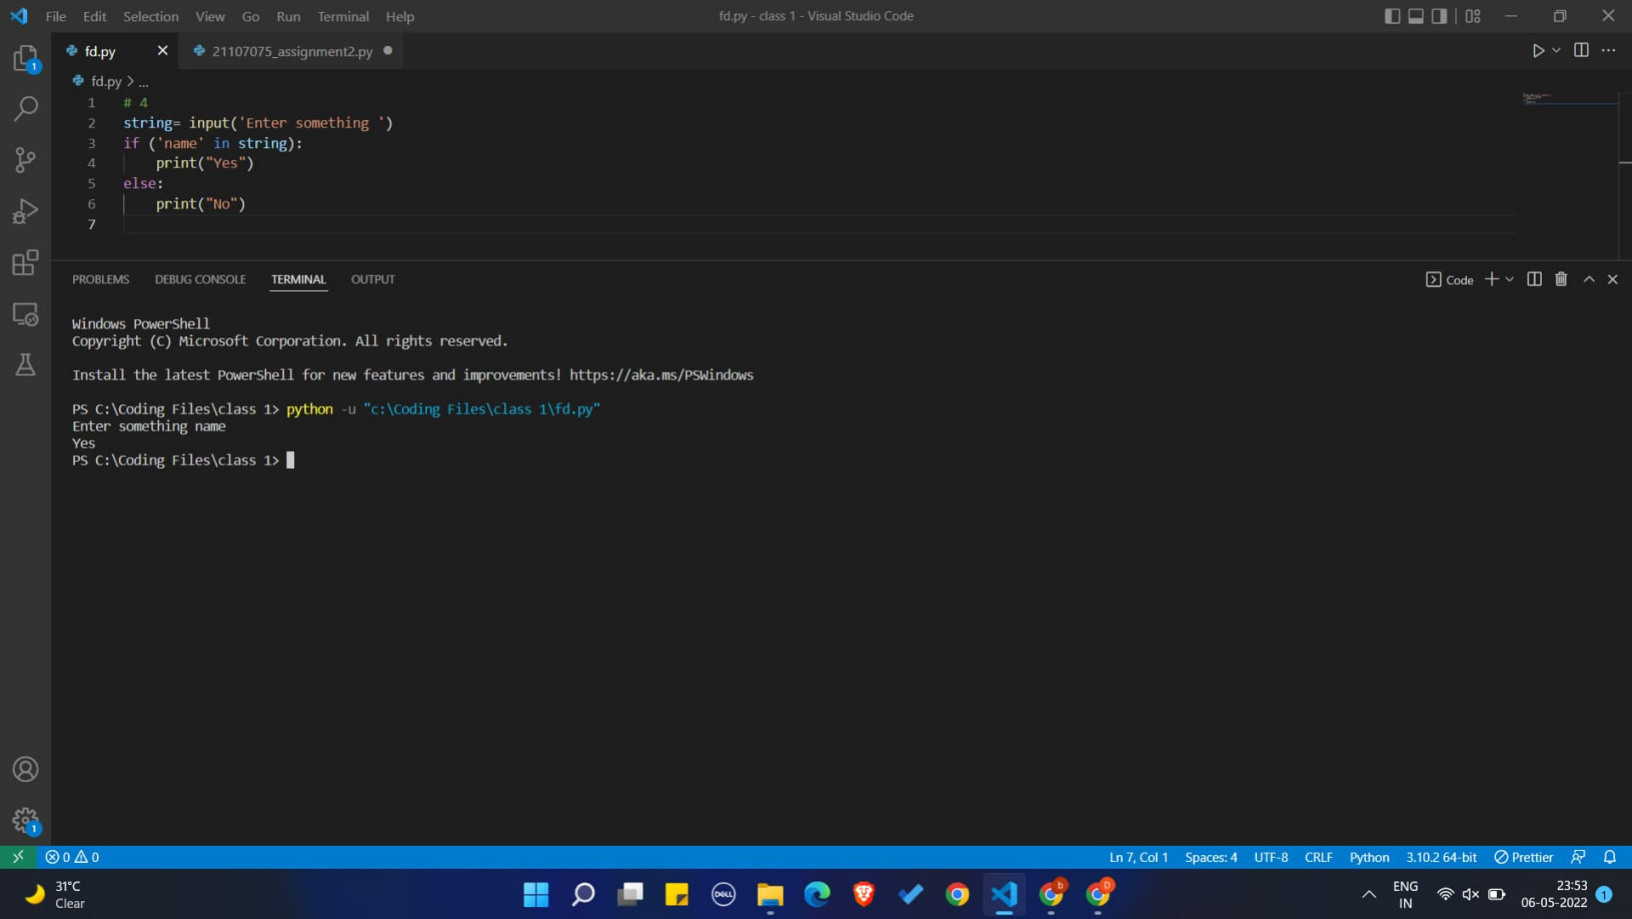 File Edit Selection View Go Run Terminal Help
fd.py - class 1 - Visual Studio Code
fd.py
21107075_assignment2.py
fd.py > ...
1 # 4
2 string= input('Enter something ')
3 if ('name' in string):
4 print("Yes")
5 else:
6 print("No")
7
PROBLEMS DEBUG CONSOLE TERMINAL OUTPUT
Code
Windows PowerShell
Copyright (C) Microsoft Corporation. All rights reserved.
Install the latest PowerShell for new features and improvements! https://aka.ms/PSWindows
PS C:\Coding Files\class 1> python -u "c:\Coding Files\class 1\fd.py"
Enter something name
Yes
PS C:\Coding Files\class 1>
1
1
0 0
Ln 7, Col 1 Spaces: 4 UTF-8 CRLF Python 3.10.2 64-bit Prettier
31°C
Clear
DELL
b
D
ENG
IN
23:53
06-05-2022
1